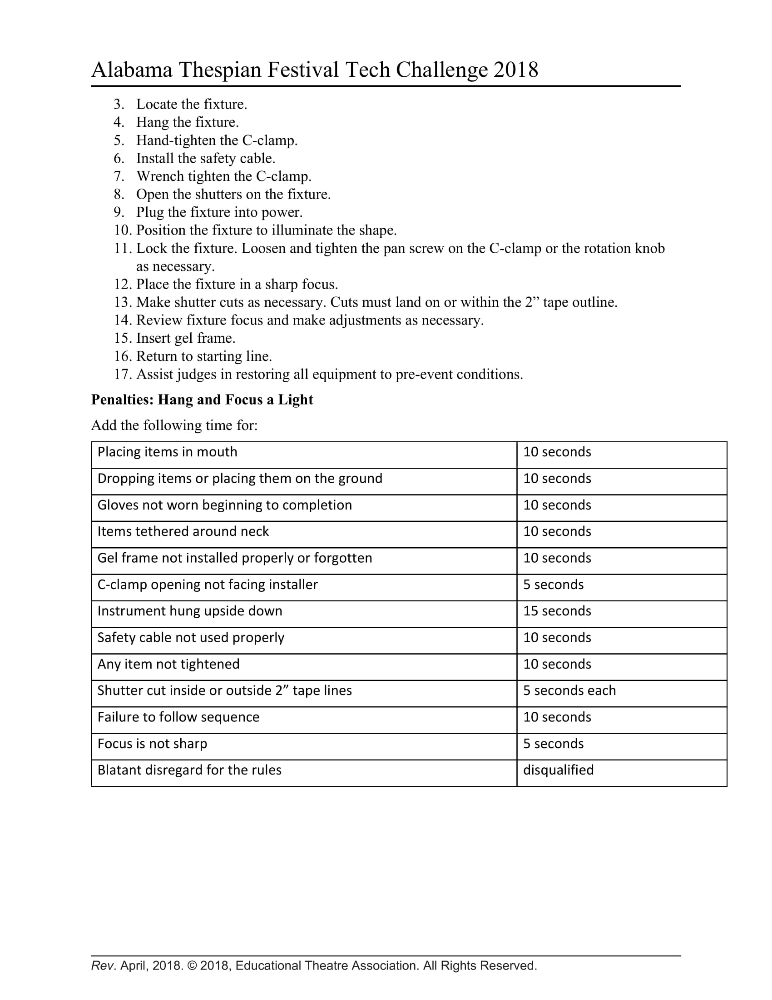 Alabama Thespian Festival Tech Challenge 2018
3. Locate the fixture.
4. Hang the fixture.
5. Hand-tighten the C-clamp.
6. Install the safety cable.
7. Wrench tighten the C-clamp.
8. Open the shutters on the fixture.
9. Plug the fixture into power.
10. Position the fixture to illuminate the shape.
11. Lock the fixture. Loosen and tighten the pan screw on the C-clamp or the rotation knob
as necessary.
12. Place the fixture in a sharp focus.
13. Make shutter cuts as necessary. Cuts must land on or within the 2” tape outline.
14. Review fixture focus and make adjustments as necessary.
15. Insert gel frame.
16. Return to starting line.
17. Assist judges in restoring all equipment to pre-event conditions.
Penalties: Hang and Focus a Light
Add the following time for:
Placing items in mouth 10 seconds
Dropping items or placing them on the ground 10 seconds
Gloves not worn beginning to completion 10 seconds
Items tethered around neck 10 seconds
Gel frame not installed properly or forgotten 10 seconds
C-clamp opening not facing installer 5 seconds
Instrument hung upside down 15 seconds
Safety cable not used properly 10 seconds
Any item not tightened 10 seconds
Shutter cut inside or outside 2” tape lines 5 seconds each
Failure to follow sequence 10 seconds
Focus is not sharp 5 seconds
Blatant disregard for the rules disqualified
Rev. April, 2018. © 2018, Educational Theatre Association. All Rights Reserved.